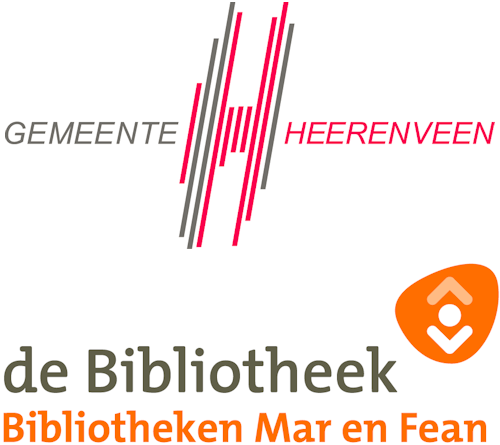 GEMEENTE HEERENVEEN
de Bibliotheek
Bibliotheken Mar en Fean